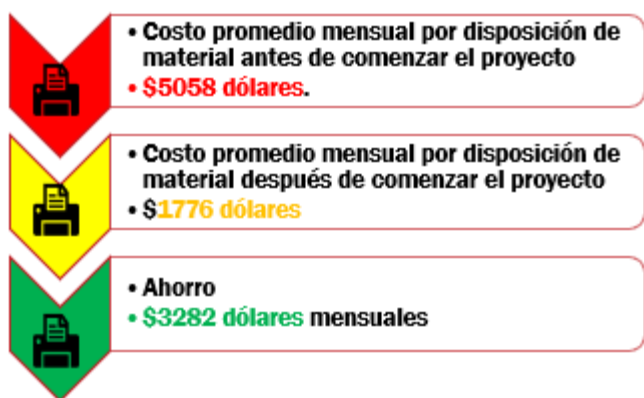 • Costo promedio mensual por disposición de
material antes de comenzar el proyecto
• $5058 dólares.
• Costo promedio mensual por disposición de
material después de comenzar el proyecto
• $1776 dólares
• Ahorro
• $3282 dólares mensuales